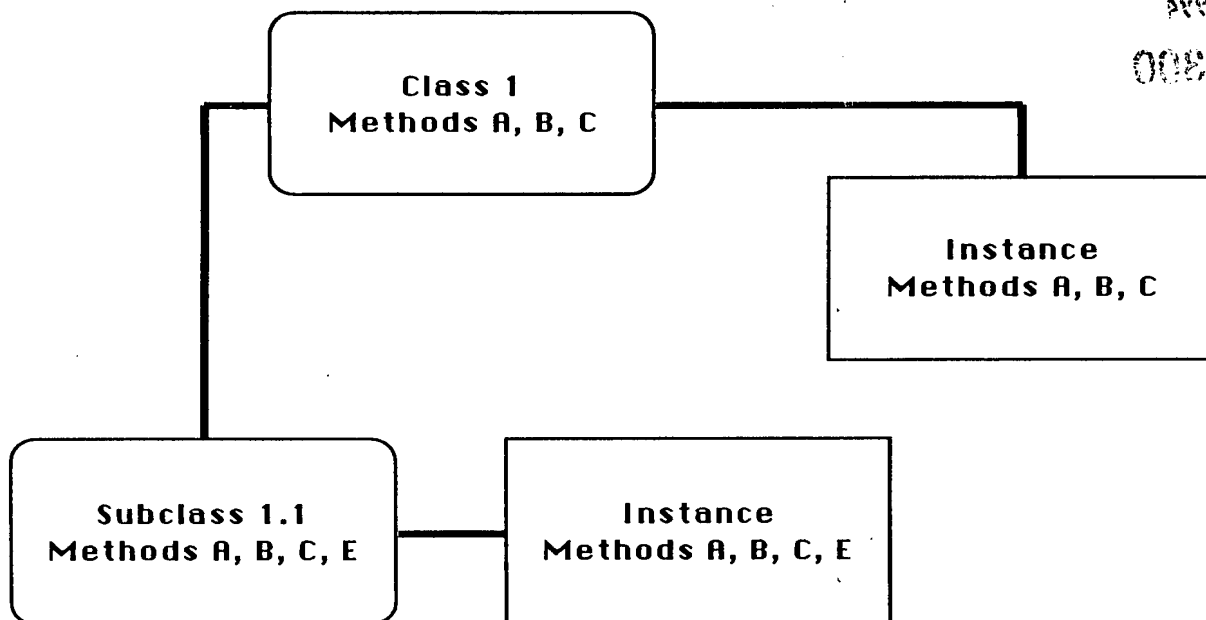 Class 1
Methods A, B, C
Instance
Methods A, B, C
Subclass 1.1
Methods A, B, C, E
Instance
Methods A, B, C, E